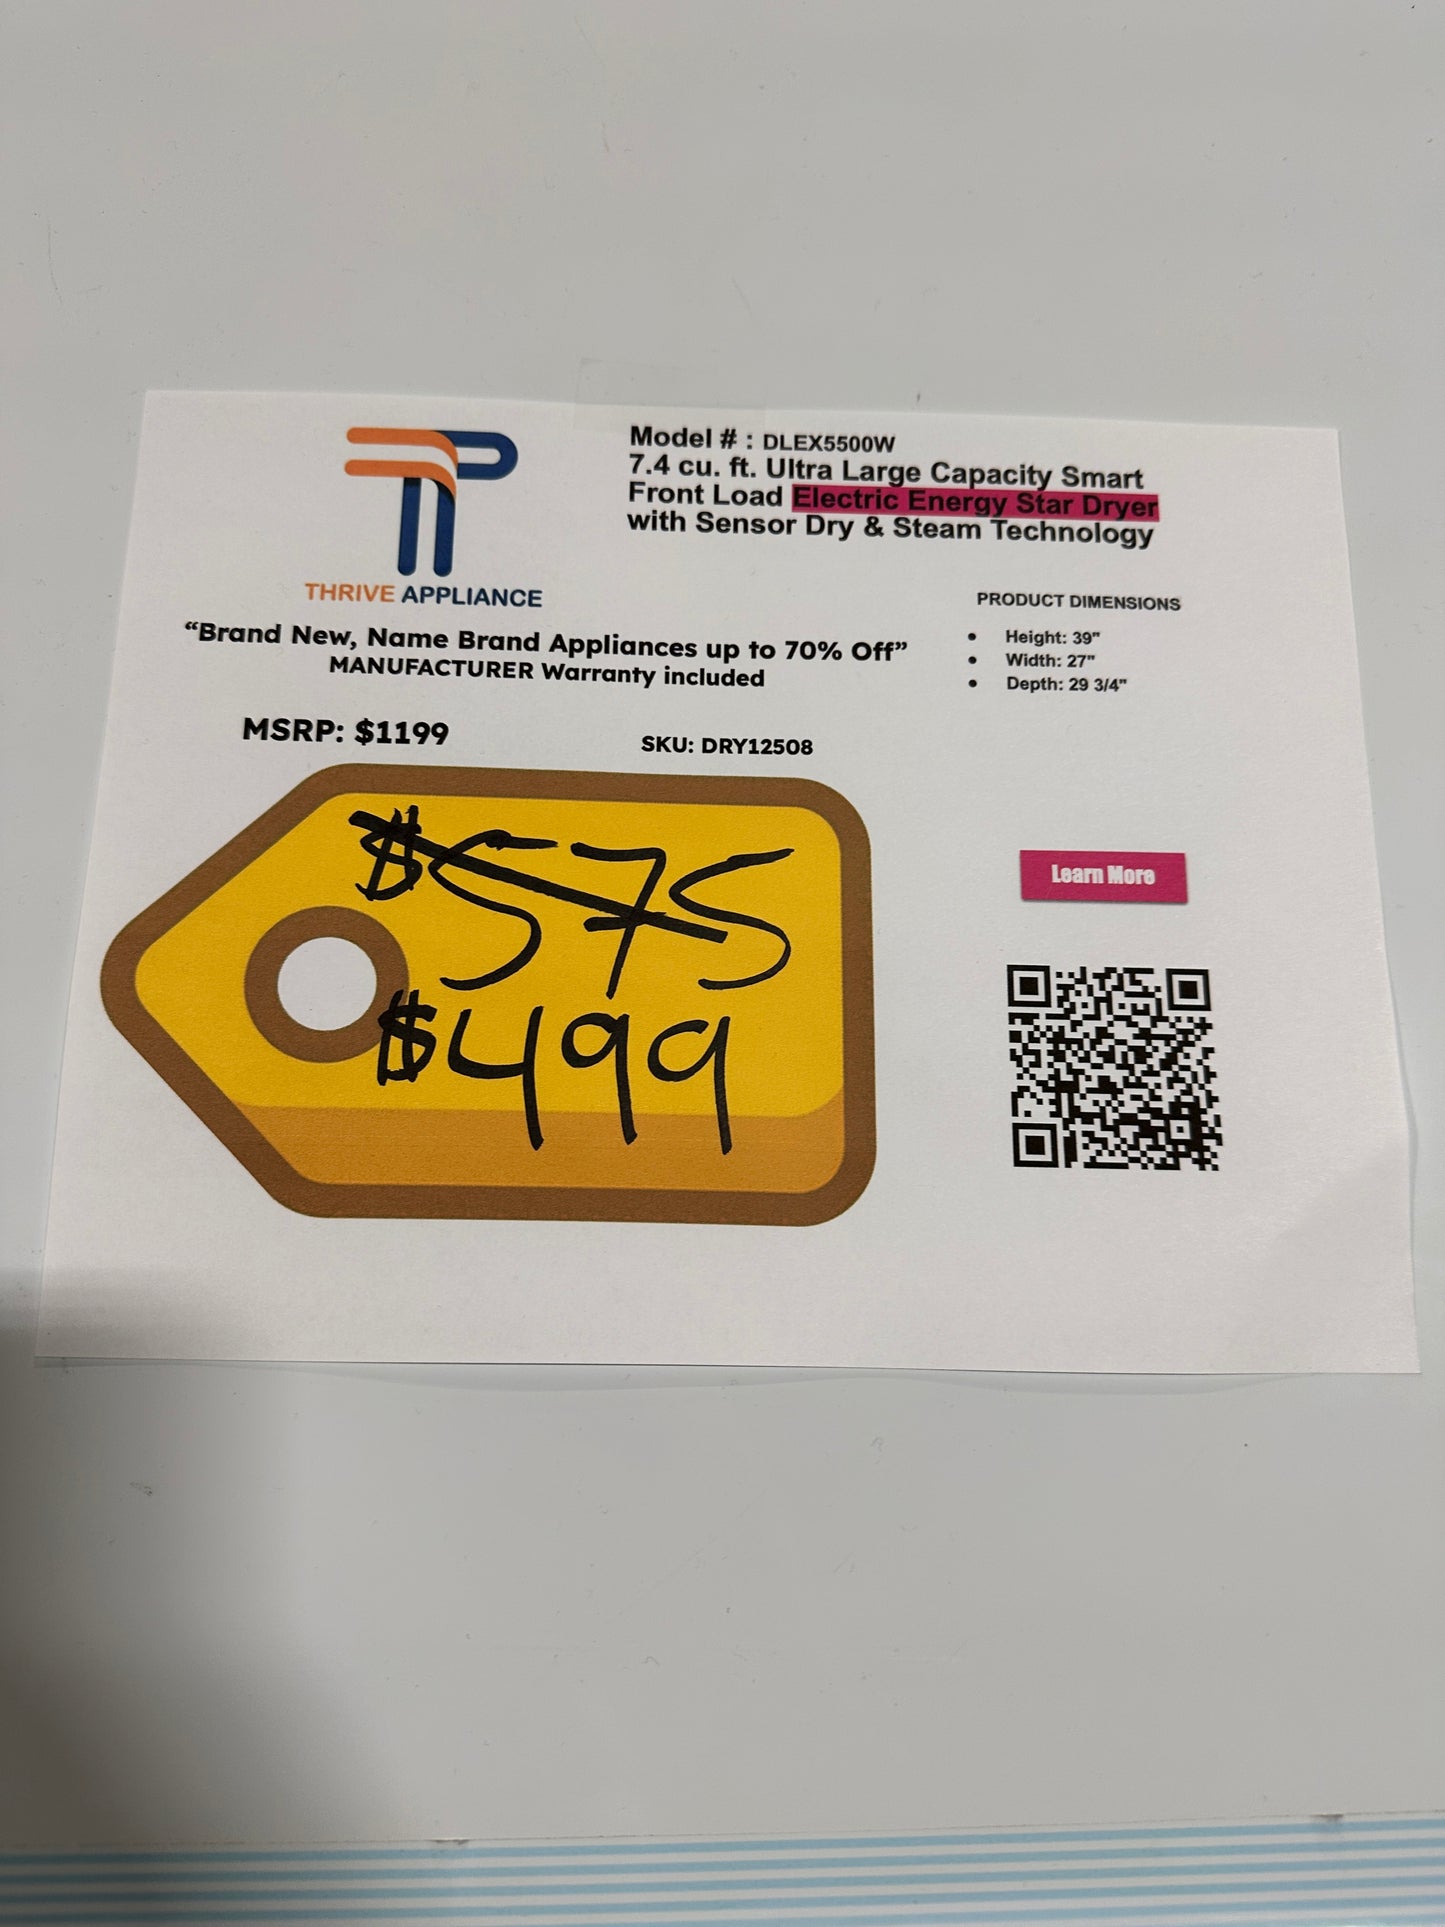 THRIVE APPLIANCE
"Brand New, Name Brand Appliances up to 70% Off"
MANUFACTURER Warranty included
MSRP: $1199
SKU: DRY12508
Model # : DLEX5500W
7.4 cu. ft. Ultra Large Capacity Smart
Front Load Electric Energy Star Dryer
with Sensor Dry & Steam Technology
PRODUCT DIMENSIONS
• Height: 39"
• Width: 27"
• Depth: 29 3/4"
$575
$499
Learn More